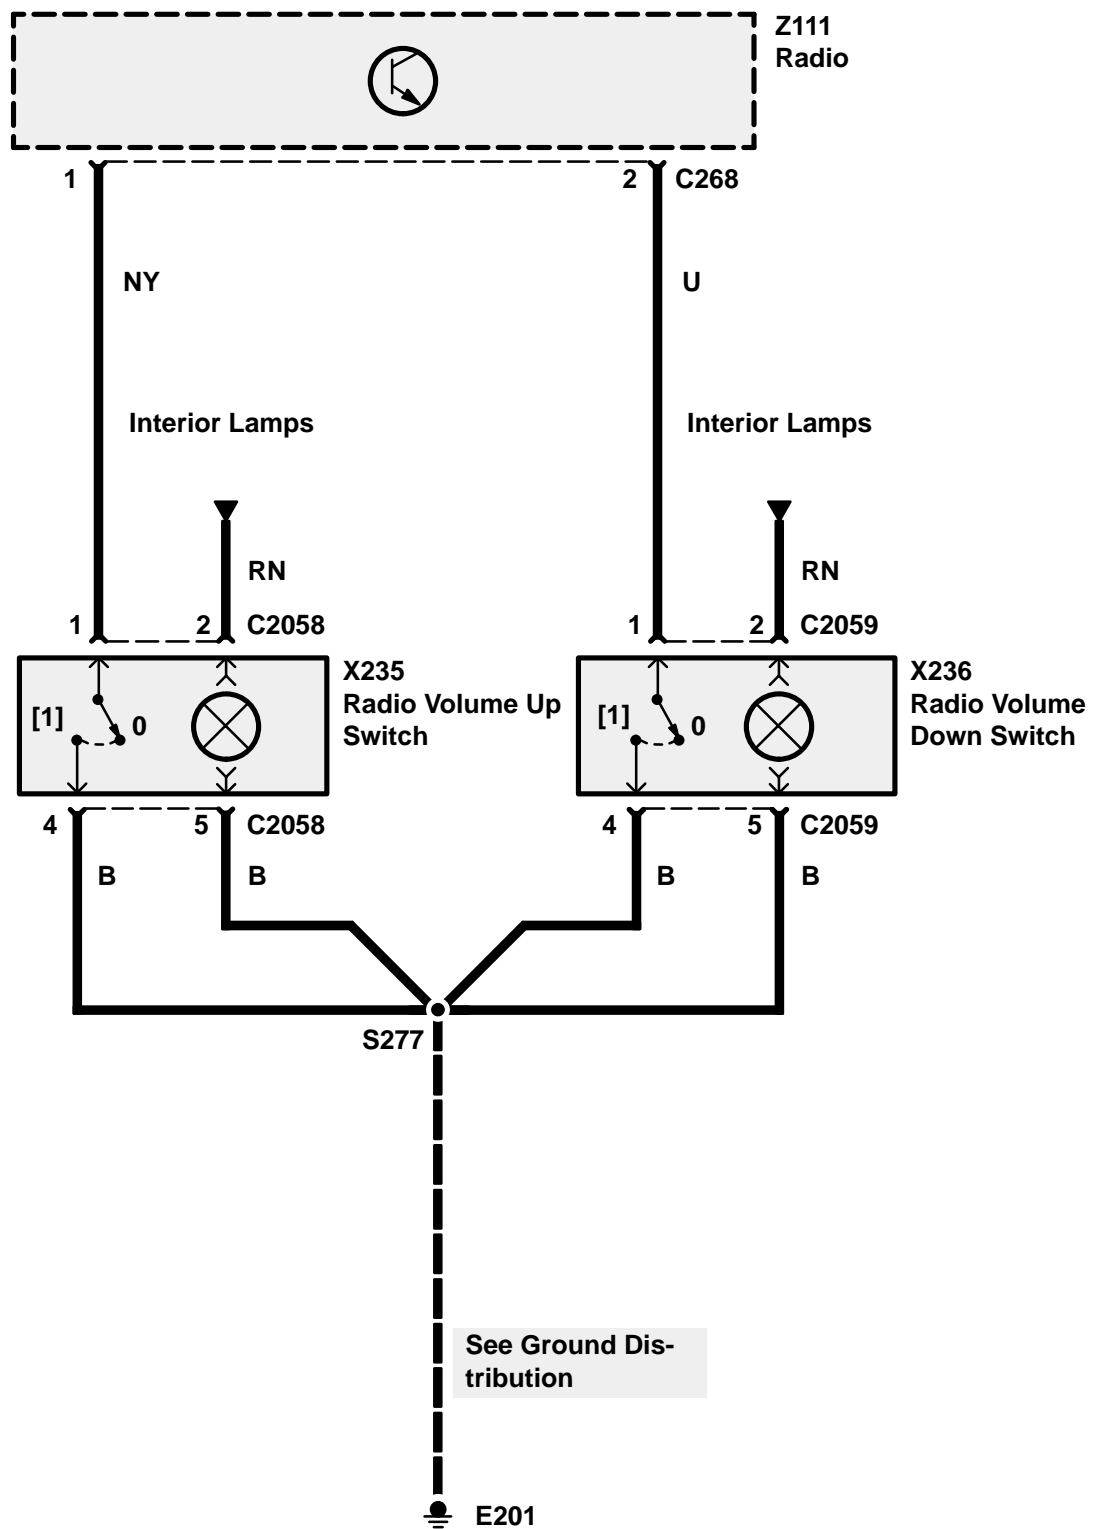 Z111
Radio
1
2
C268
NY
U
Interior Lamps
Interior Lamps
RN
RN
1
2
C2058
1
2
C2059
X235
Radio Volume Up
Switch
[1]
0
X236
Radio Volume
Down Switch
[1]
0
4
5
C2058
4
5
C2059
B
B
B
B
S277
See Ground Dis-
tribution
E201